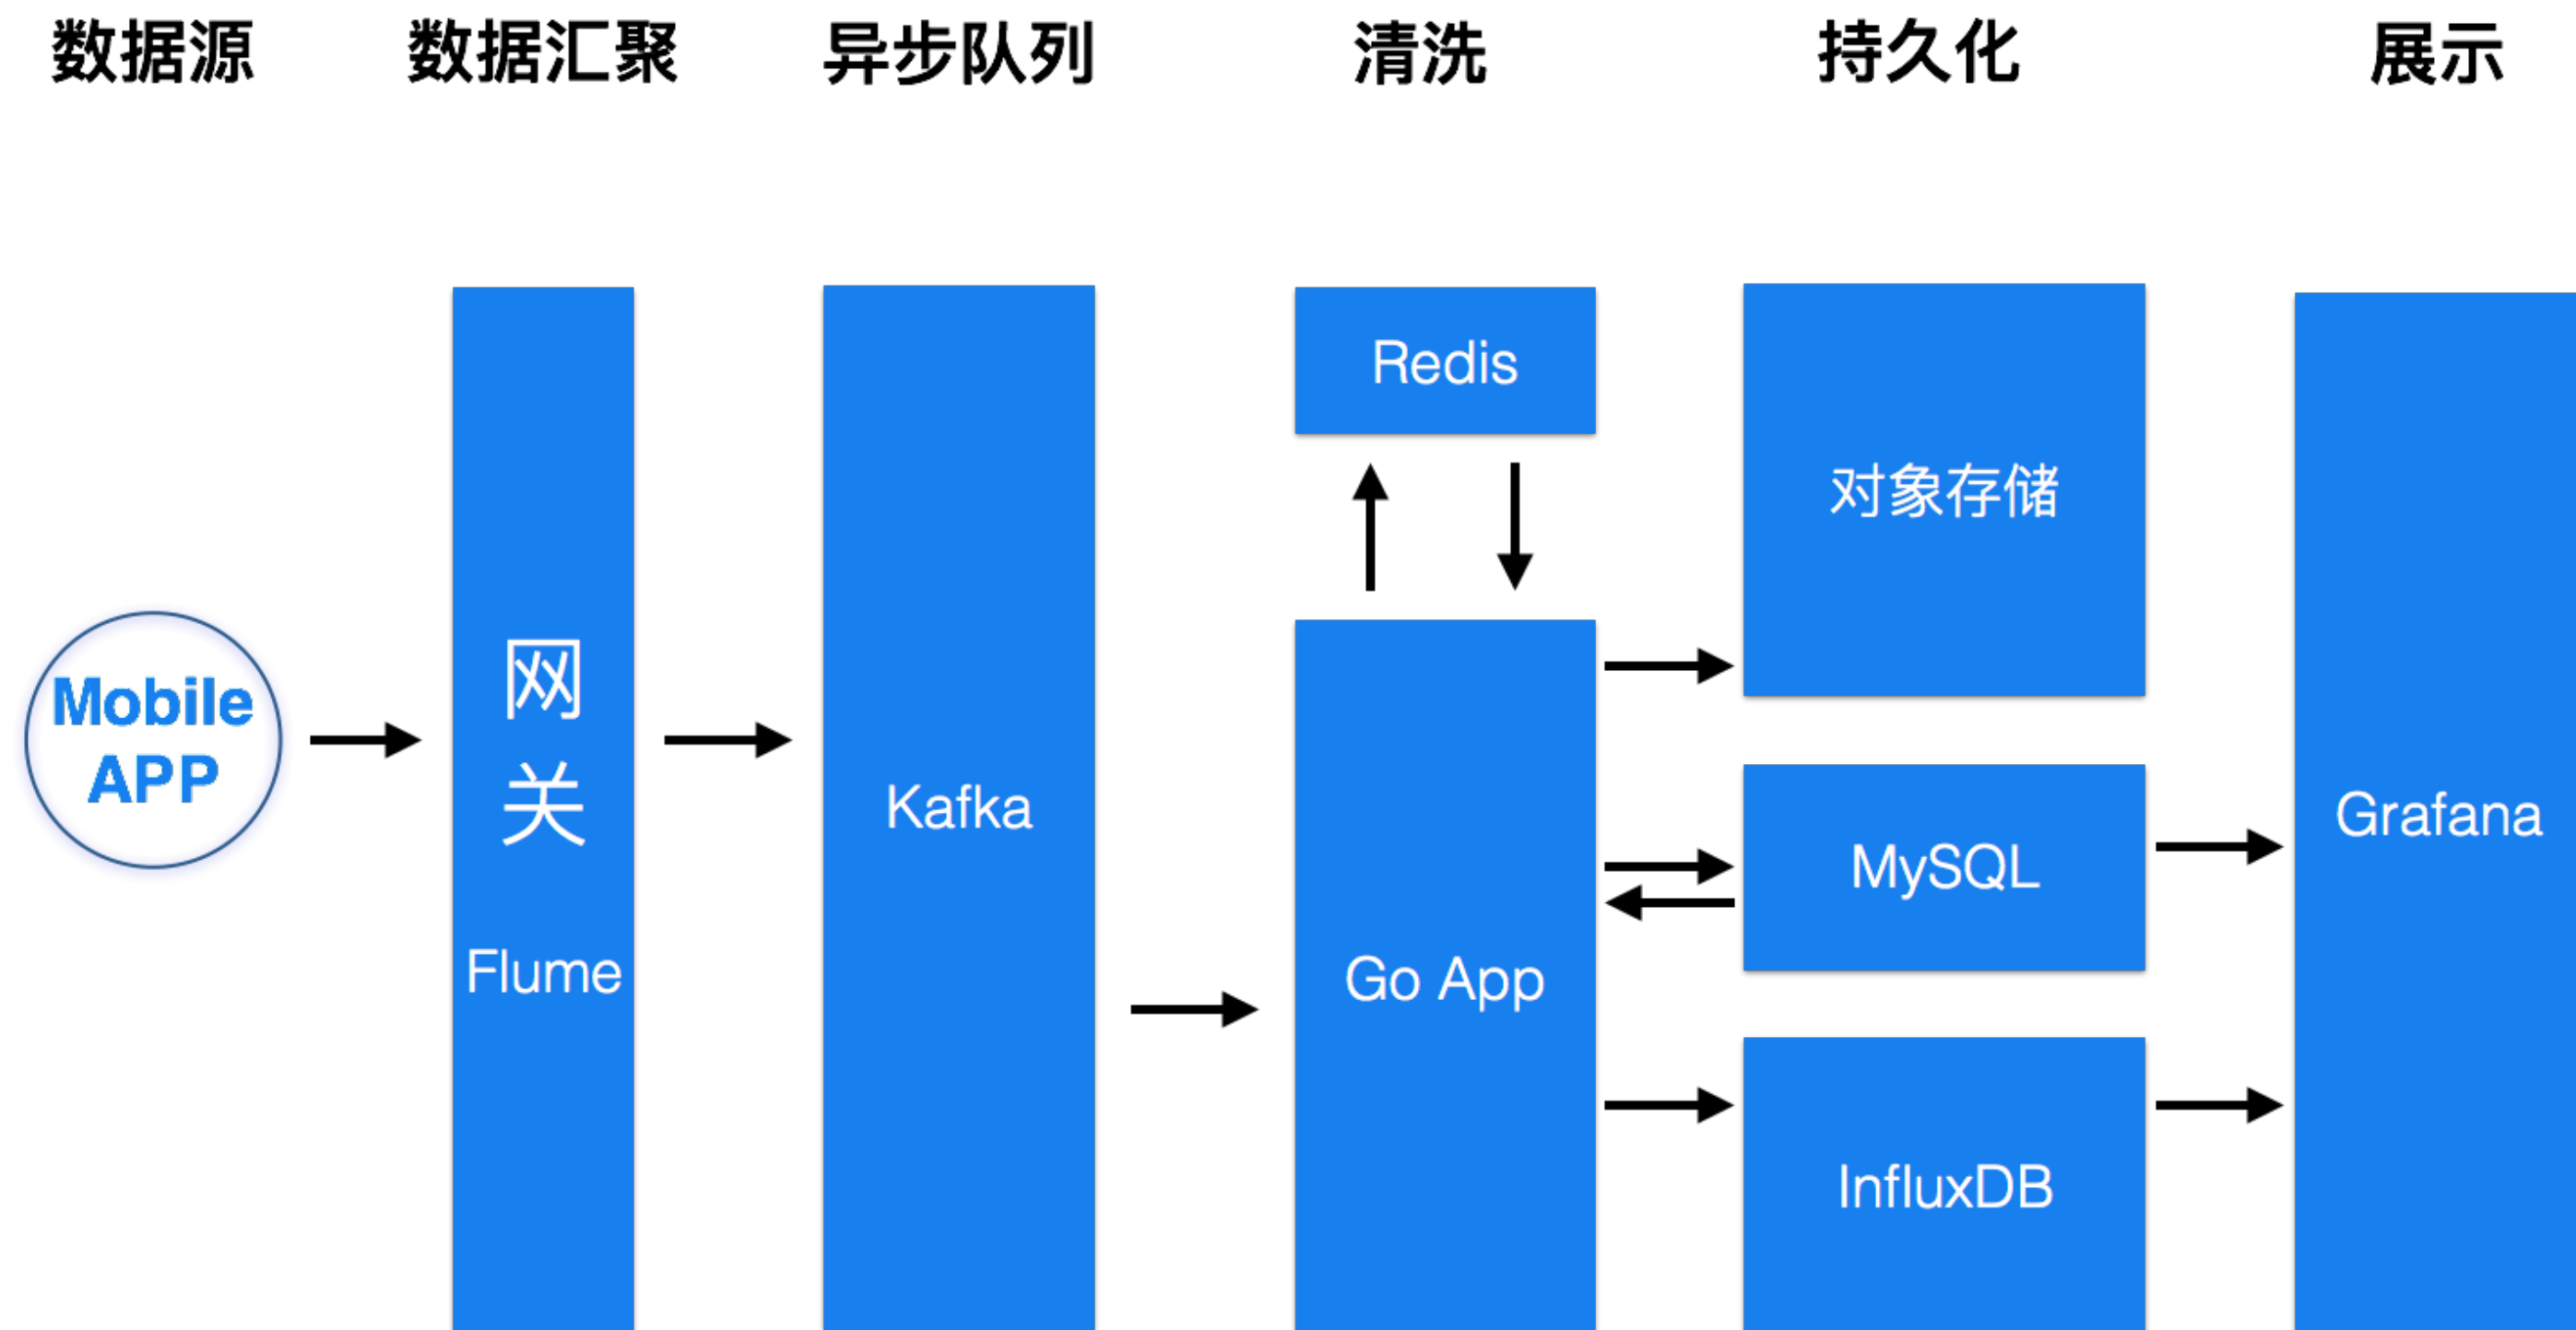 数据源
数据汇聚
异步队列
清洗
持久化
展示
Mobile
APP
网
关
Flume
Kafka
Redis
Go App
对象存储
MySQL
InfluxDB
Grafana